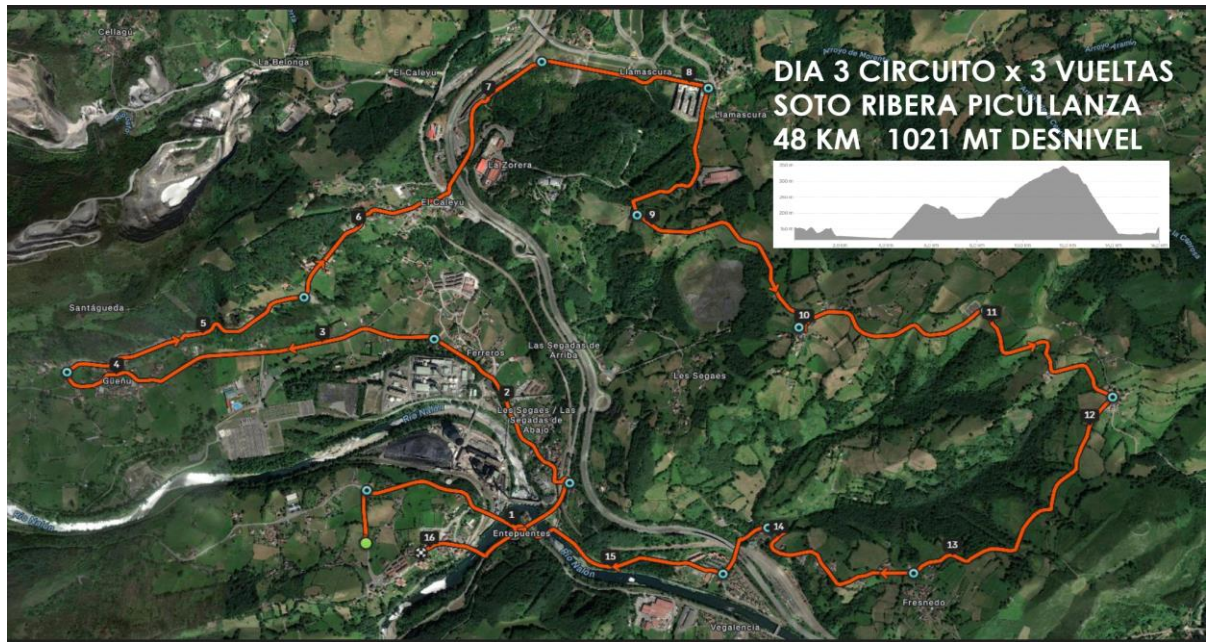 Cellagú
La Belonga
El Caleyu
7
Llamascura
8
Llamascura
DIA 3 CIRCUITO x 3 VUELTAS
SOTO RIBERA PICULLANZA
48 KM 1021 MT DESNIVEL
La Zorera
6
El Caleyu
9
Santágueda
5
3
10
11
4
Güeñu
Ferreros
Las Segadas de
Arriba
2
Les Segaes
12
Río Nalón
Les Segaes / Las
Segadas de
Abajo
1
Entepuentes
14
16
15
13
Río Nalón
Fresnedo
Vegalencia